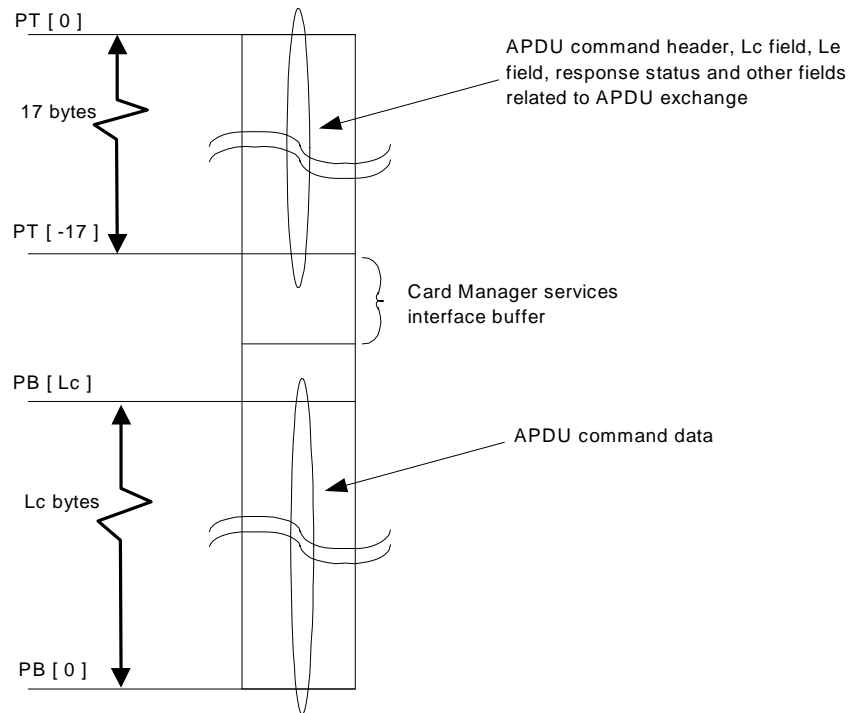 PT [ 0 ]
APDU command header, Lc field, Le
field, response status and other fields
related to APDU exchange
17 bytes
PT [ -17 ]
Card Manager services
interface buffer
PB [ Lc ]
APDU command data
Lc bytes
PB [ 0 ]